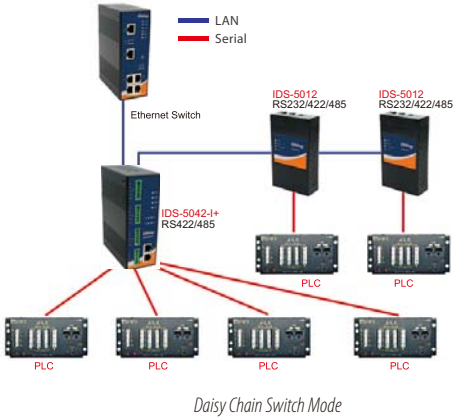 LAN
Serial
Ethernet Switch
IDS-5012
RS232/422/485
IDS-5012
RS232/422/485
IDS-5042-I+
RS422/485
PLC
PLC
PLC
PLC
PLC
PLC
Daisy Chain Switch Mode